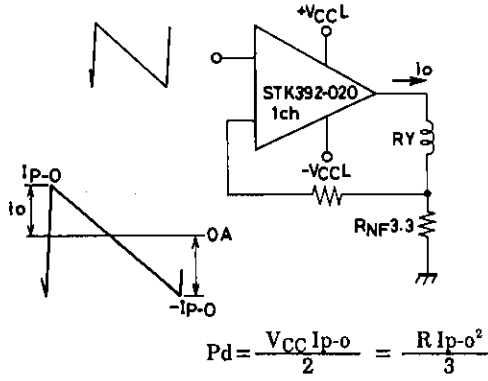 +VCCL
STK392-020
1ch
io
RY
-VCCL
RNF3.3
IP-O
io
OA
-IP-O
Pd = VCC Ip-o / 2 = R Ip-o² / 3